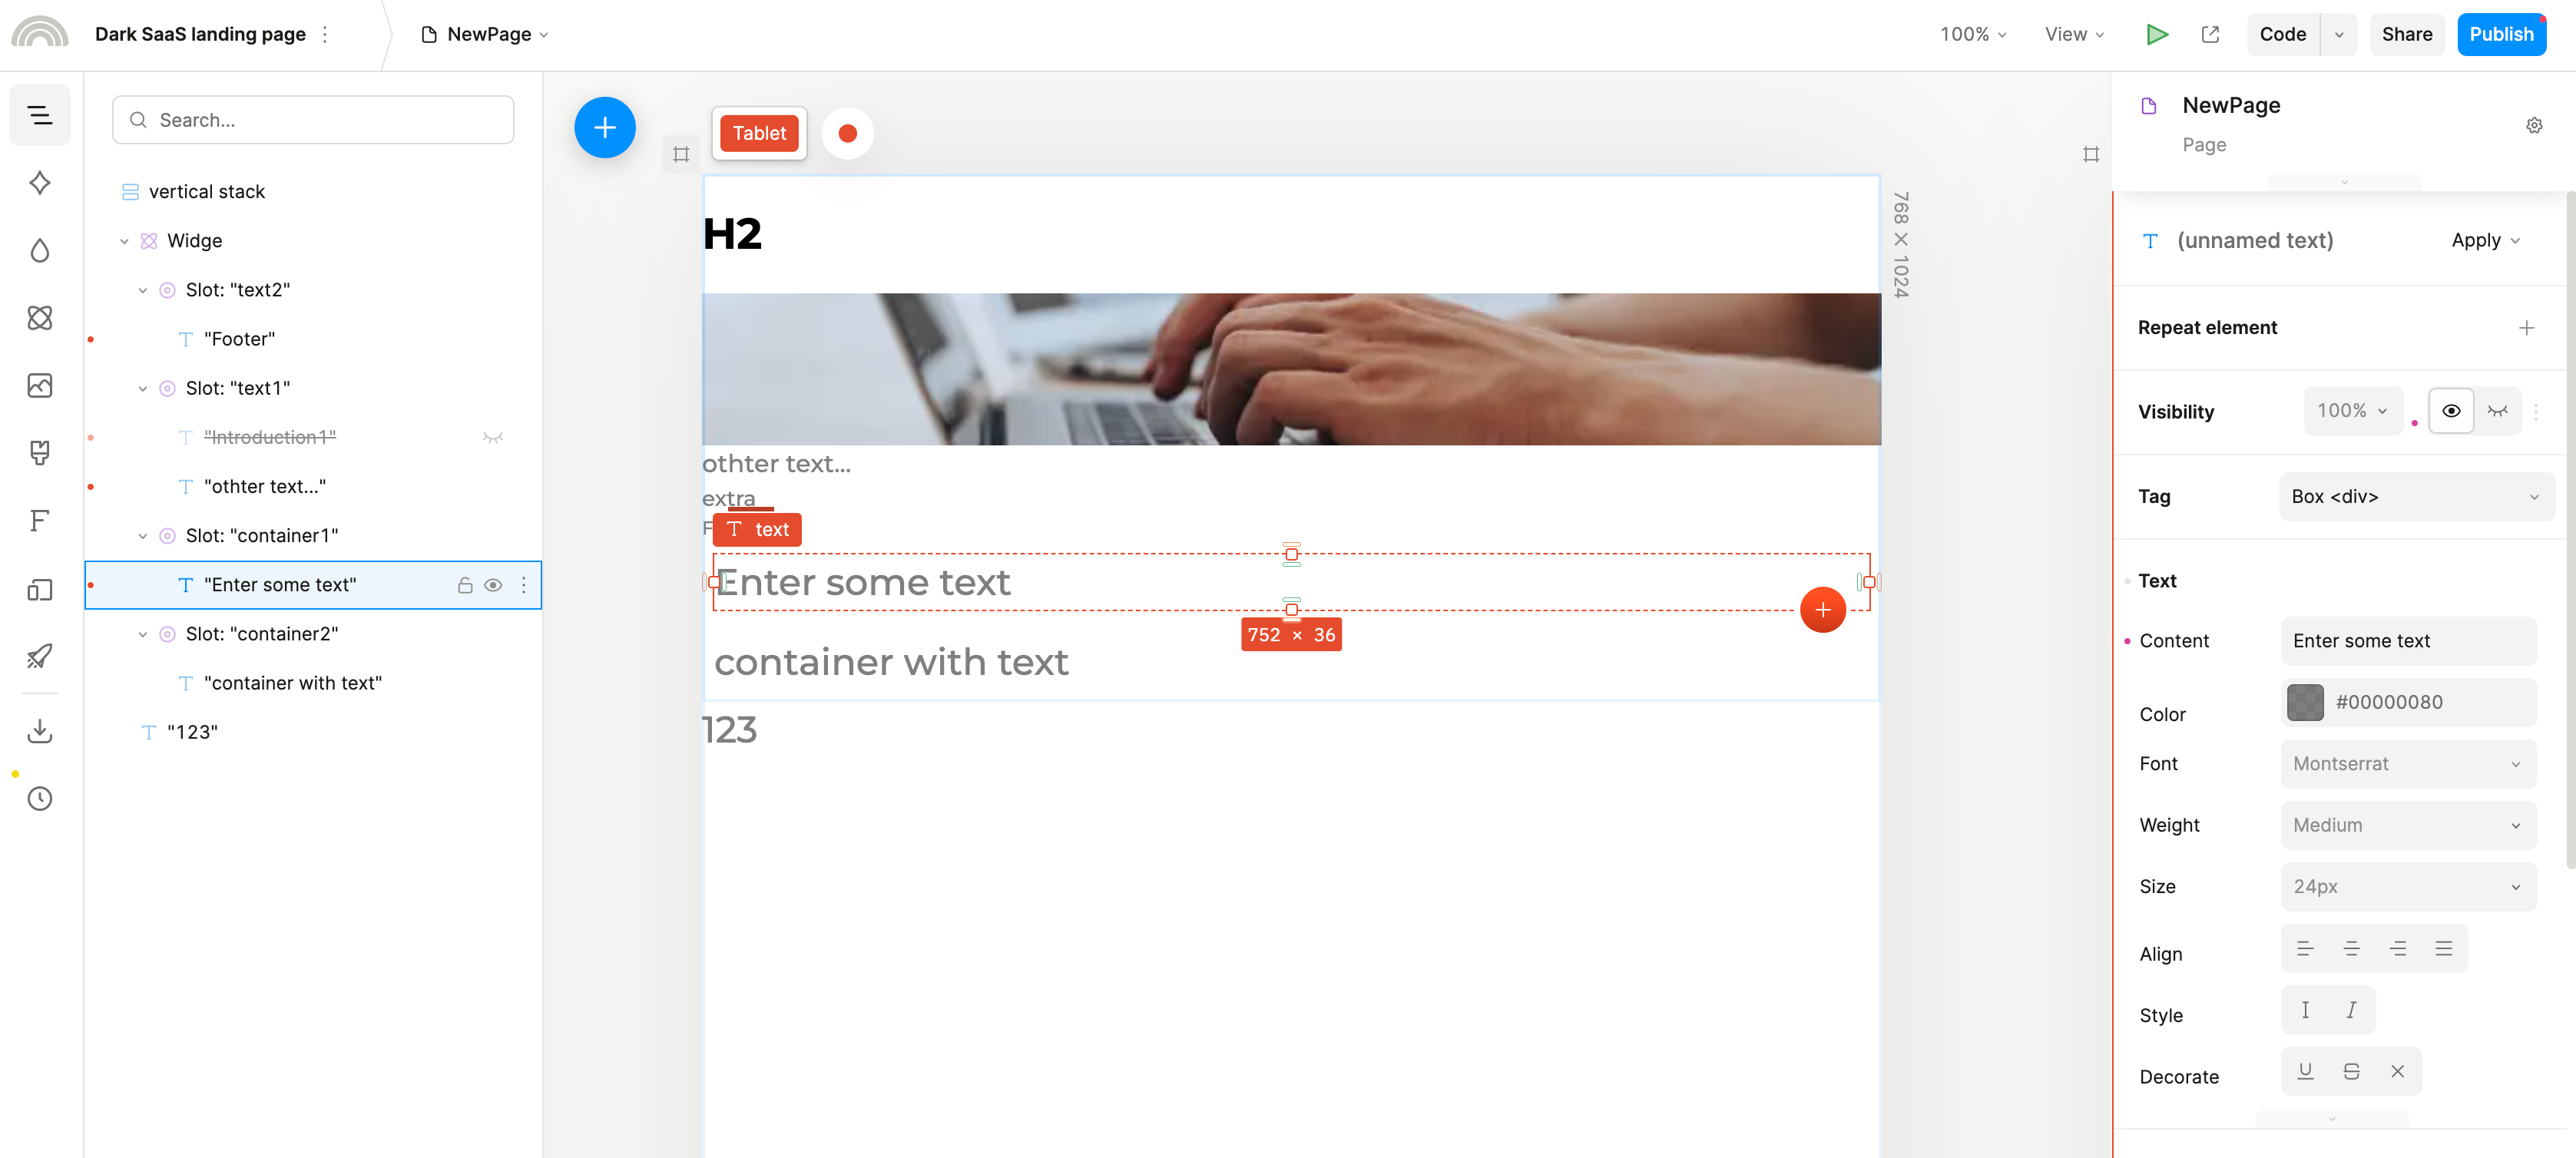 Dark SaaS landing page
NewPage
100%
View
Code
Share
Publish
Search...
vertical stack
Widge
Slot: "text2"
"Footer"
Slot: "text1"
"Introduction1"
"othter text..."
Slot: "container1"
"Enter some text"
Slot: "container2"
"container with text"
"123"
Tablet
768 × 1024
H2
othter text...
extra
F
text
Enter some text
752 × 36
container with text
123
NewPage
Page
(unnamed text)
Apply
Repeat element
Visibility
100%
Tag
Box <div>
Text
Content
Enter some text
Color
#00000080
Font
Montserrat
Weight
Medium
Size
24px
Align
Style
Decorate